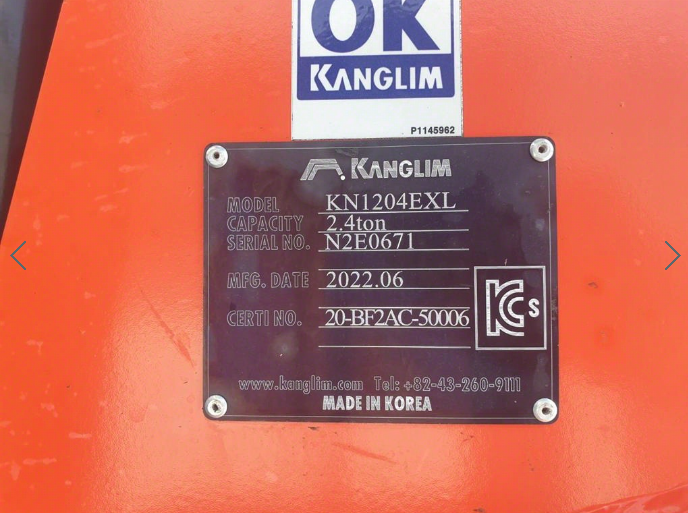 OK
KANGLIM
P1145962
KANGLIM
MODEL KN1204EXL
CAPACITY 2.4ton
SERIAL NO. N2E0671
MFG. DATE 2022.06
CERTI NO. 20-BF2AC-50006
KCs
www.kanglim.com Tel: +82-43-260-9111
MADE IN KOREA